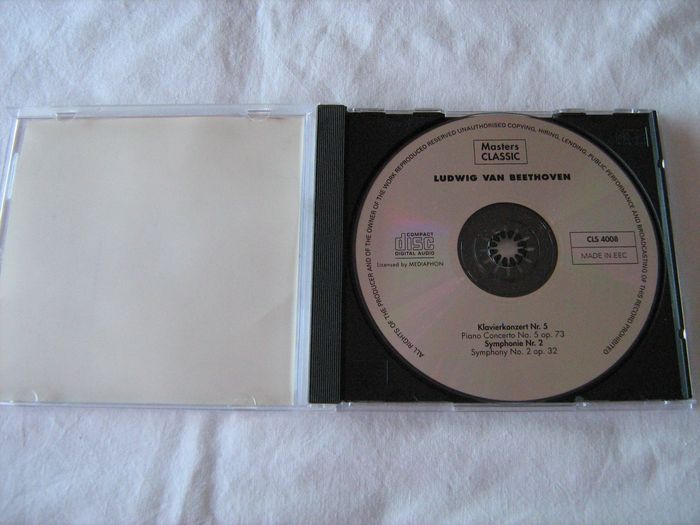 Masters
CLASSIC
LUDWIG VAN BEETHOVEN
COMPACT
disc
DIGITAL AUDIO
Licensed by MEDIAPHON
CLS 4008
MADE IN EEC
Klavierkonzert Nr. 5
Piano Concerto No. 5 op. 73
Symphonie Nr. 2
Symphony No. 2 op. 32
ALL RIGHTS OF THE PRODUCER AND OF THE OWNER OF THE WORK REPRODUCED RESERVED UNAUTHORISED COPYING, HIRING, LENDING, PUBLIC PERFORMANCE AND BROADCASTING OF THIS RECORD PROHIBITED